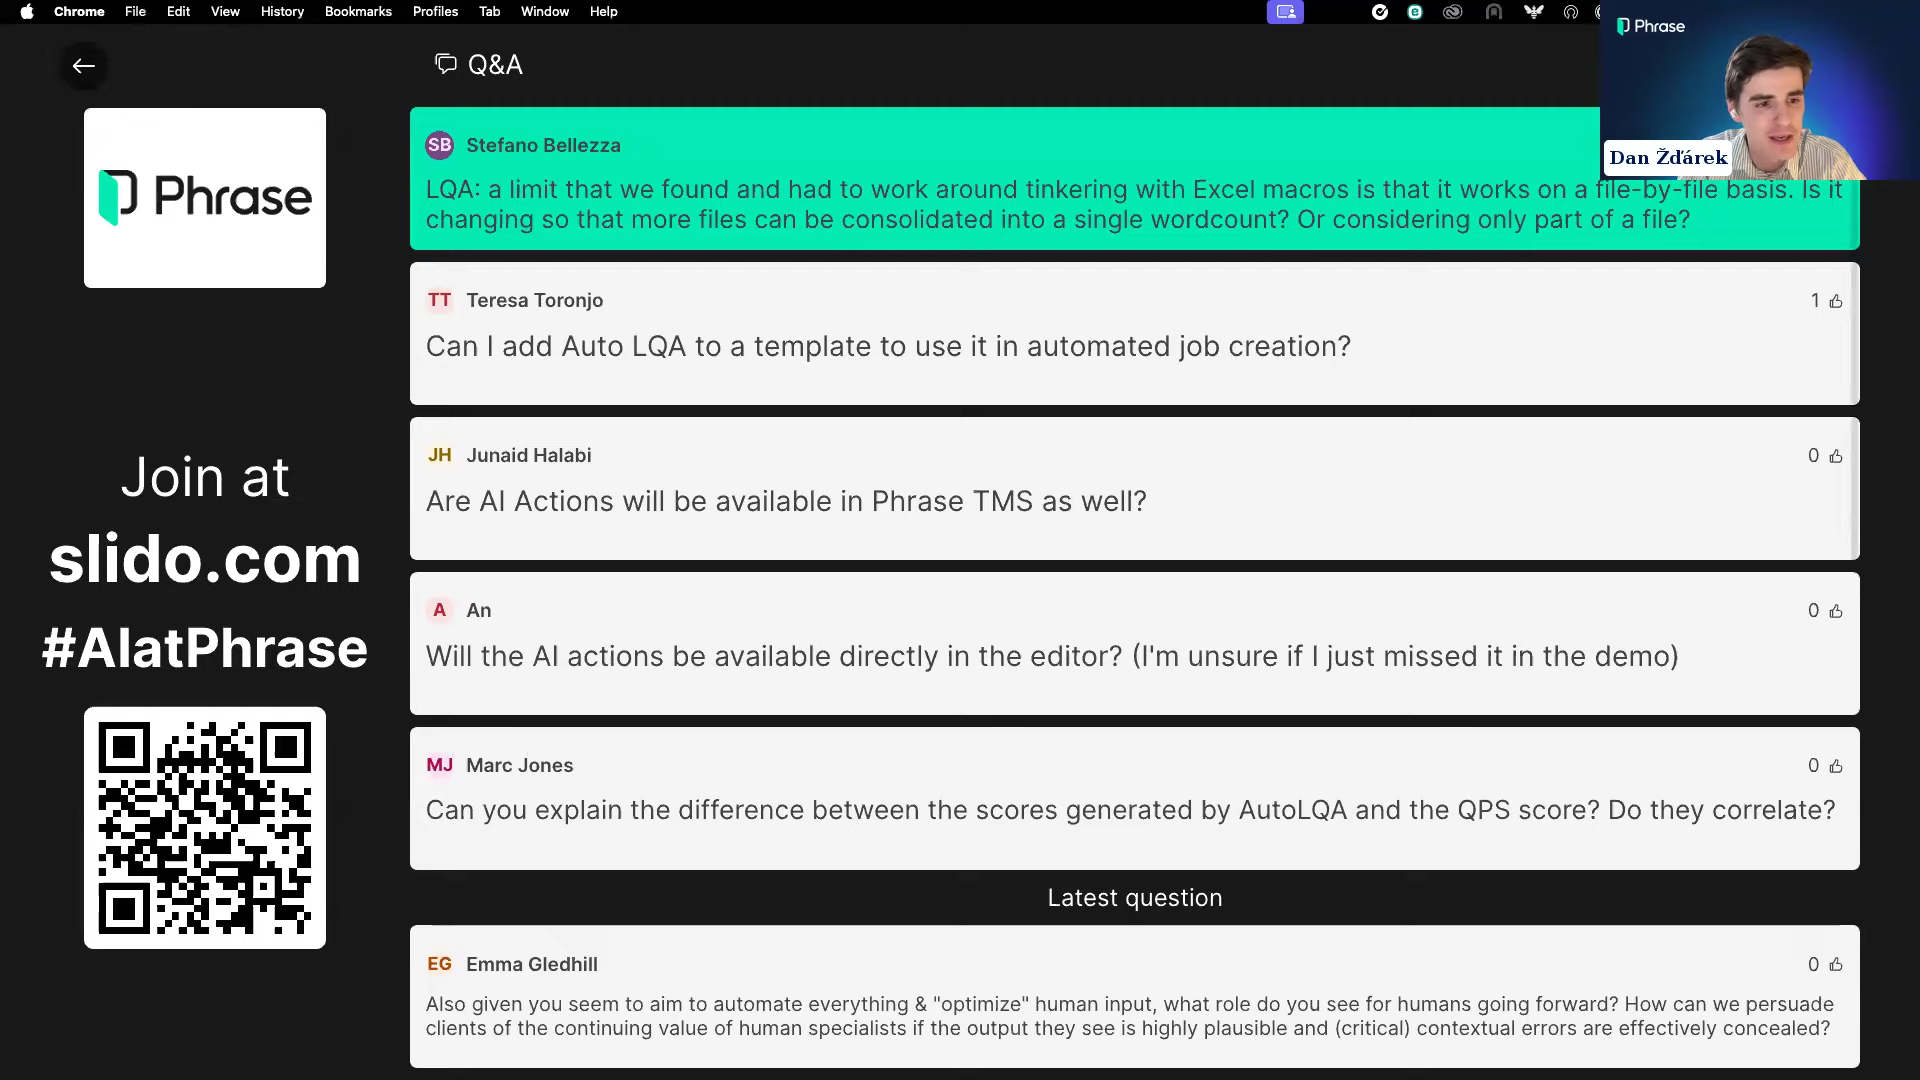 Chrome File Edit View History Bookmarks Profiles Tab Window Help
Phrase
Q&A
Dan Žďárek
Phrase
Join at
slido.com
#AIatPhrase
SB Stefano Bellezza
LQA: a limit that we found and had to work around tinkering with Excel macros is that it works on a file-by-file basis. Is it
changing so that more files can be consolidated into a single wordcount? Or considering only part of a file?
TT Teresa Toronjo 1
Can I add Auto LQA to a template to use it in automated job creation?
JH Junaid Halabi 0
Are AI Actions will be available in Phrase TMS as well?
A An 0
Will the AI actions be available directly in the editor? (I'm unsure if I just missed it in the demo)
MJ Marc Jones 0
Can you explain the difference between the scores generated by AutoLQA and the QPS score? Do they correlate?
Latest question
EG Emma Gledhill 0
Also given you seem to aim to automate everything & "optimize" human input, what role do you see for humans going forward? How can we persuade
clients of the continuing value of human specialists if the output they see is highly plausible and (critical) contextual errors are effectively concealed?